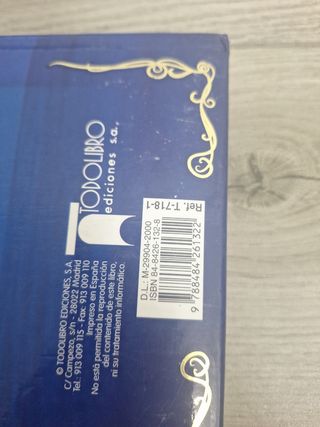 TODOLIBRO
ediciones s.a.
© TODOLIBRO EDICIONES, S.A.
C/ Campezo, s/n - 28022 Madrid
Tel.: 913 009 115 - Fax: 913 009 110
Impreso en España
No está permitida la reproducción
del contenido de este libro,
ni su tratamiento informático.
Ref. T-718-1
D.L.: M-29904-2000
ISBN 84-8426-132-8
9 788484 261322